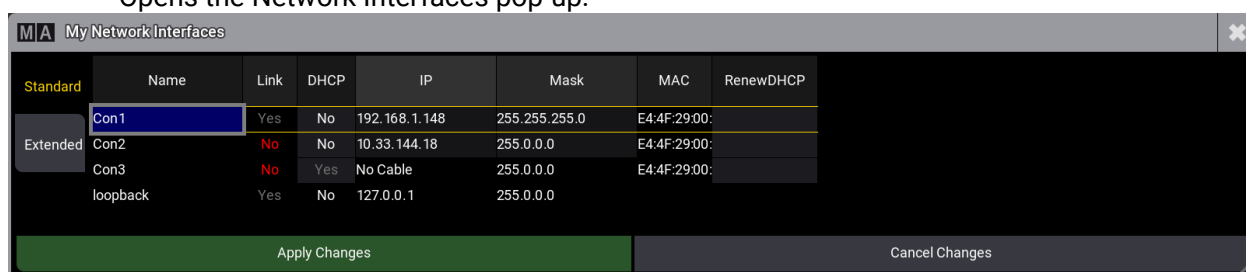 Opens the Network Interfaces pop-up.
MA My Network Interfaces
Standard Name Link DHCP IP Mask MAC RenewDHCP
Con1 Yes No 192.168.1.148 255.255.255.0 E4:4F:29:00:
Extended Con2 No No 10.33.144.18 255.0.0.0 E4:4F:29:00:
Con3 No Yes No Cable 255.0.0.0 E4:4F:29:00:
loopback Yes No 127.0.0.1 255.0.0.0
Apply Changes Cancel Changes